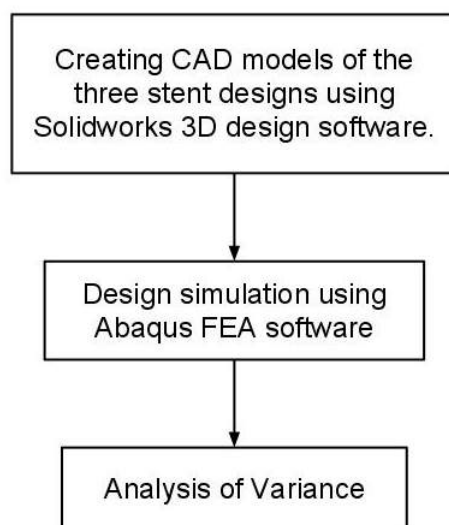 Creating CAD models of the
three stent designs using
Solidworks 3D design software.
Design simulation using
Abaqus FEA software
Analysis of Variance